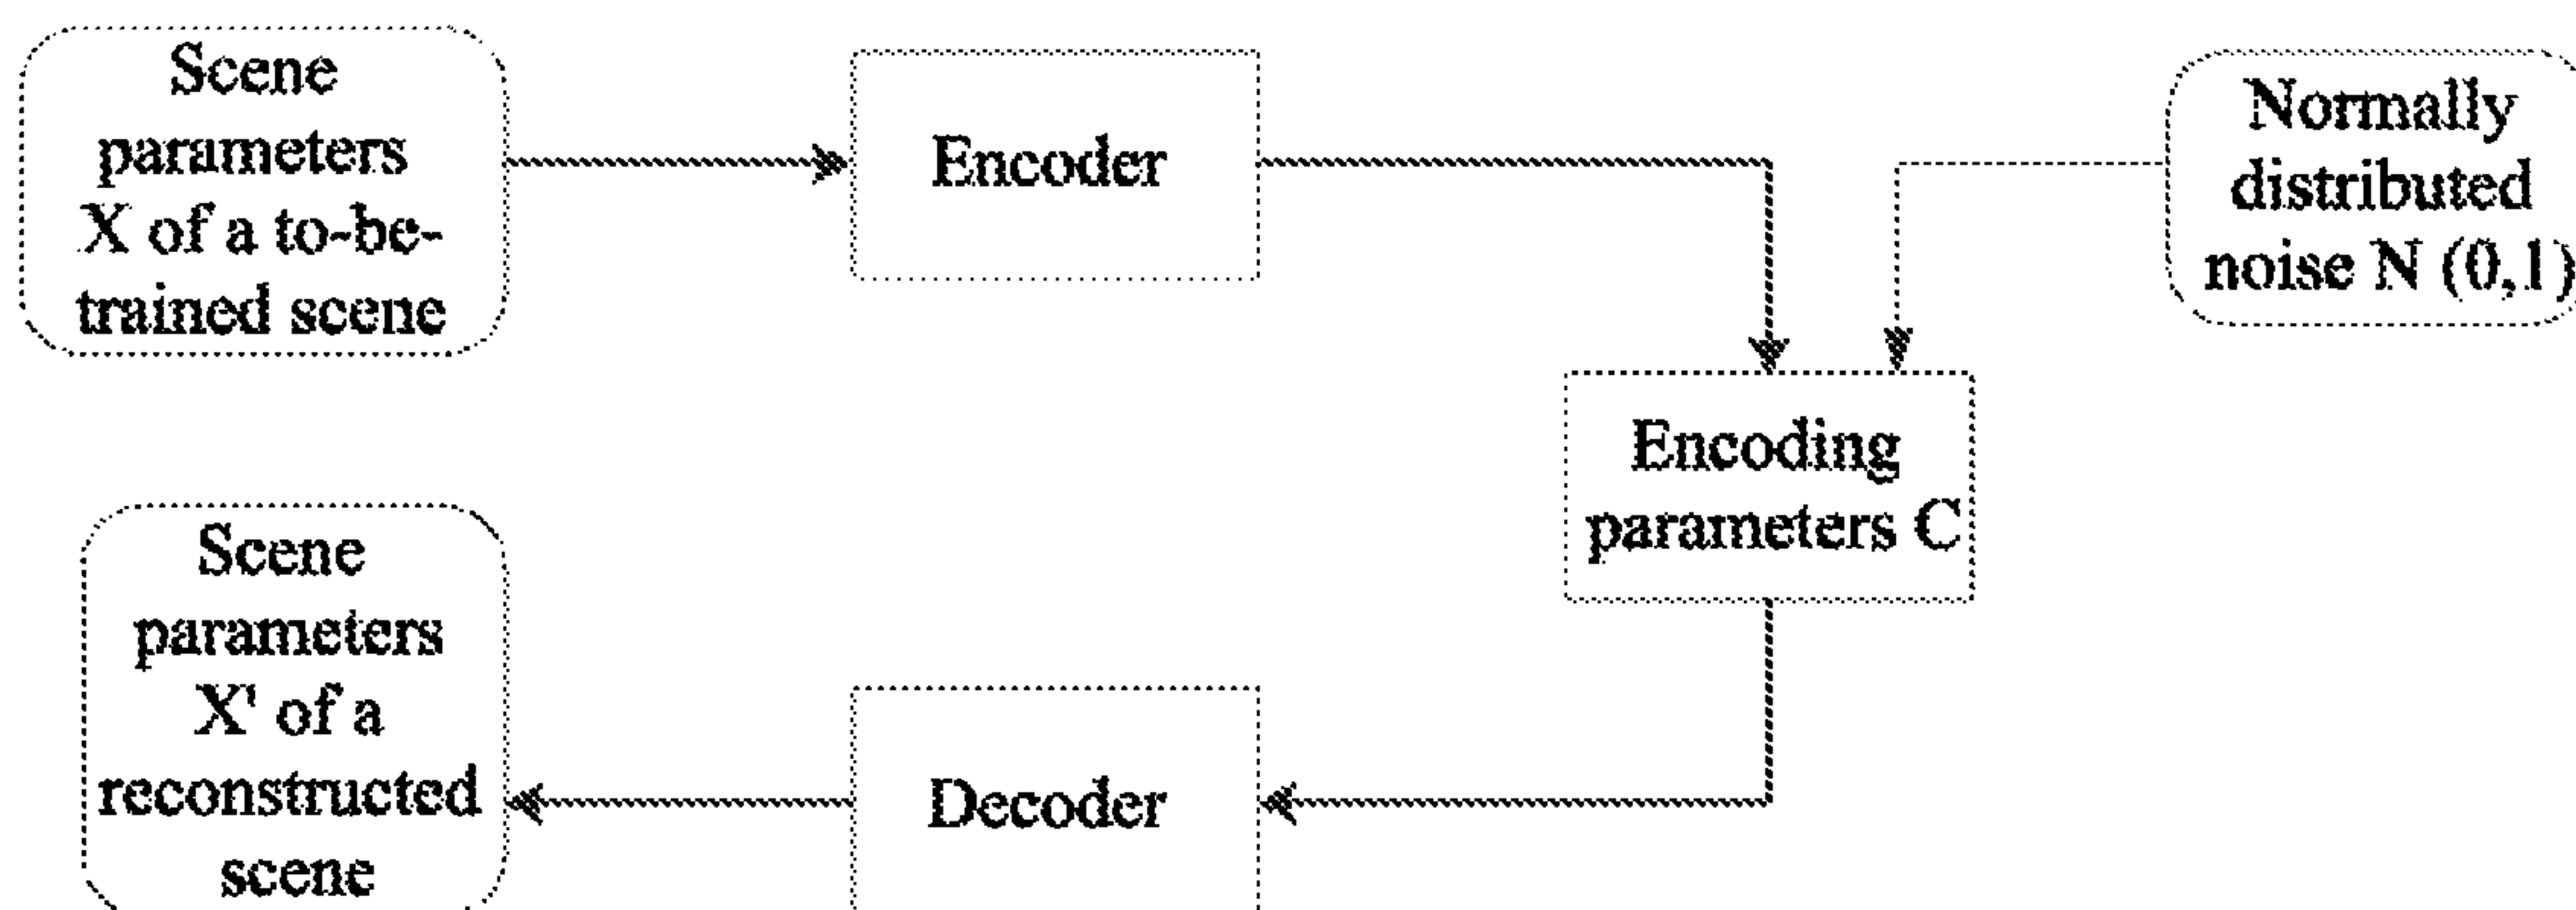 Scene
parameters
X of a to-be-
trained scene
Encoder
Normally
distributed
noise N (0,1)
Encoding
parameters C
Scene
parameters
X' of a
reconstructed
scene
Decoder